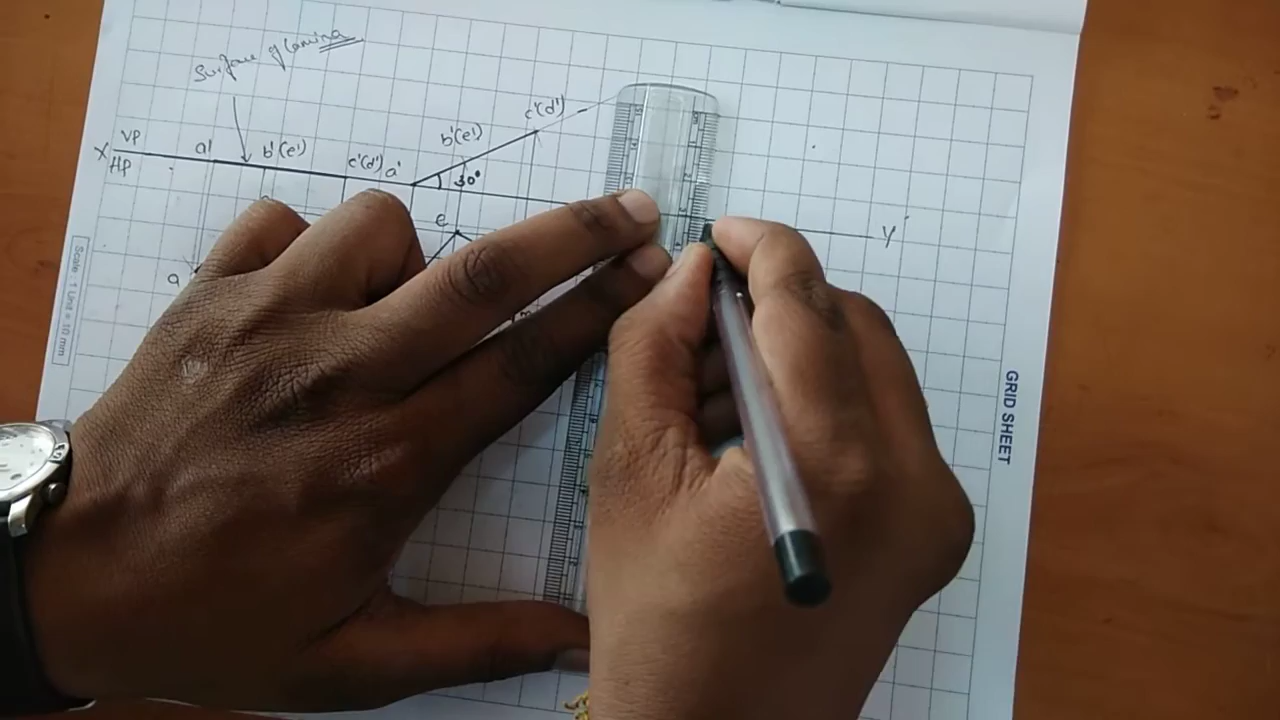 Surface of Lamina
c'(d')
b'(e')
VP
X
HP
a'
b'(e')
c'(d')
a'
30°
e
Y
a
Scale : 1 Unit = 10 mm
GRID SHEET